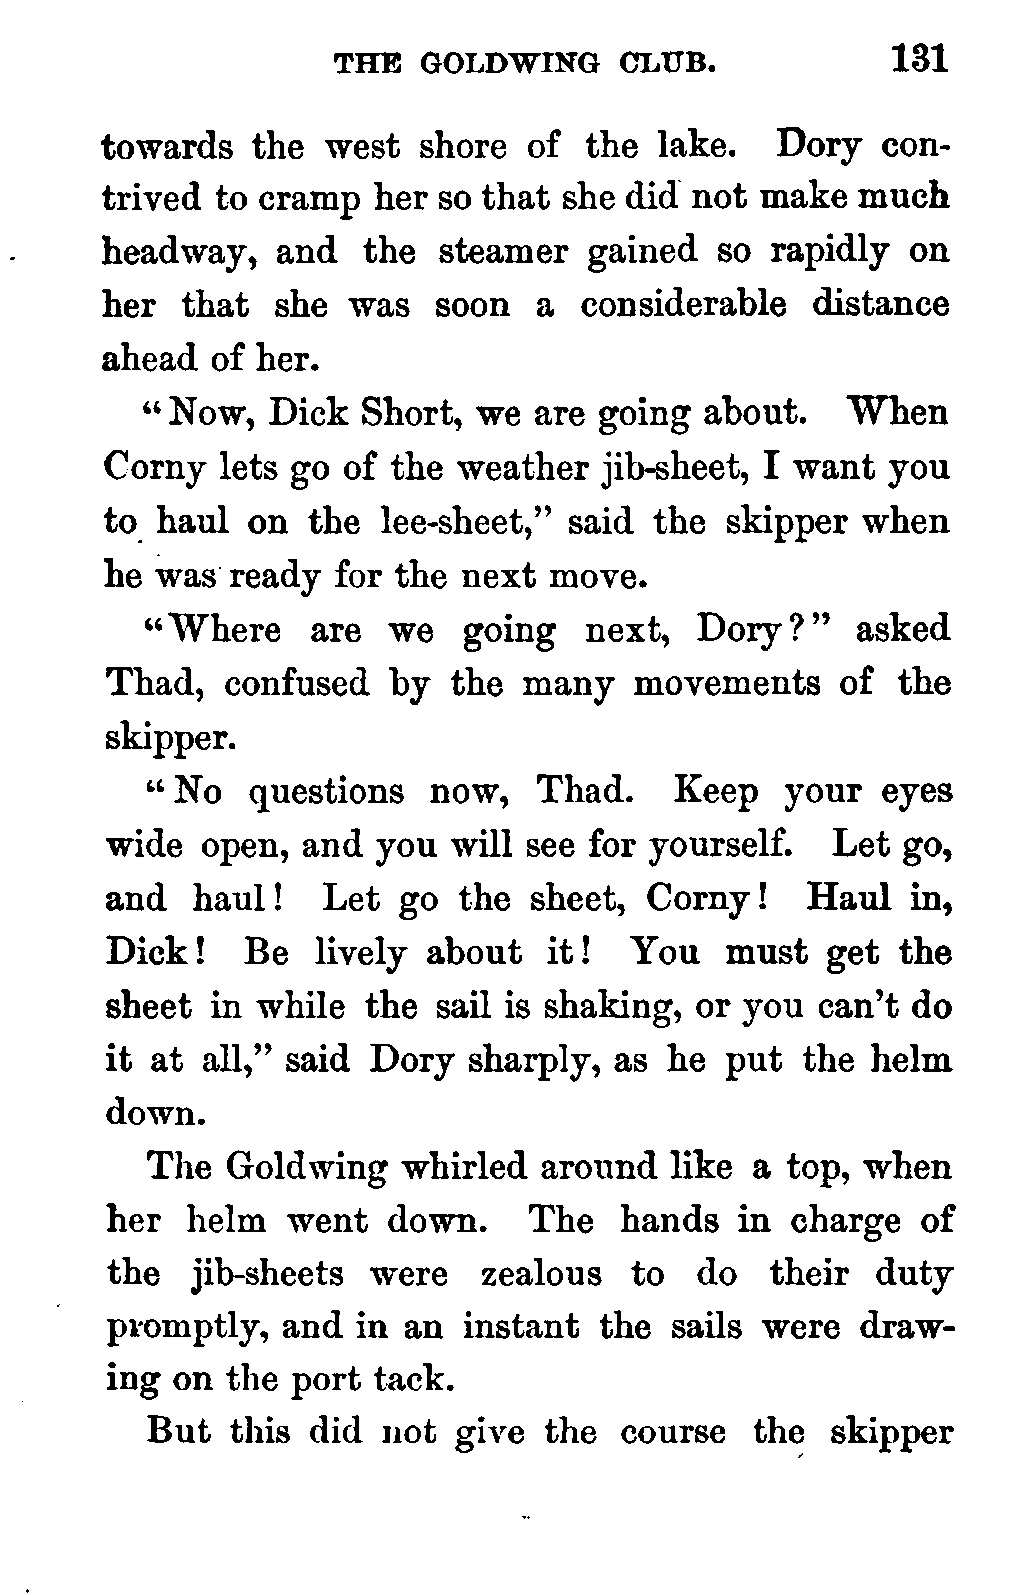 THE GOLDWING CLUB. 131
towards the west shore of the lake. Dory con-
trived to cramp her so that she did not make much
headway, and the steamer gained so rapidly on
her that she was soon a considerable distance
ahead of her.
“Now, Dick Short, we are going about. When
Corny lets go of the weather jib-sheet, I want you
to haul on the lee-sheet,” said the skipper when
he was ready for the next move.
“Where are we going next, Dory?” asked
Thad, confused by the many movements of the
skipper.
“No questions now, Thad. Keep your eyes
wide open, and you will see for yourself. Let go,
and haul! Let go the sheet, Corny! Haul in,
Dick! Be lively about it! You must get the
sheet in while the sail is shaking, or you can’t do
it at all,” said Dory sharply, as he put the helm
down.
The Goldwing whirled around like a top, when
her helm went down. The hands in charge of
the jib-sheets were zealous to do their duty
promptly, and in an instant the sails were draw-
ing on the port tack.
But this did not give the course the skipper